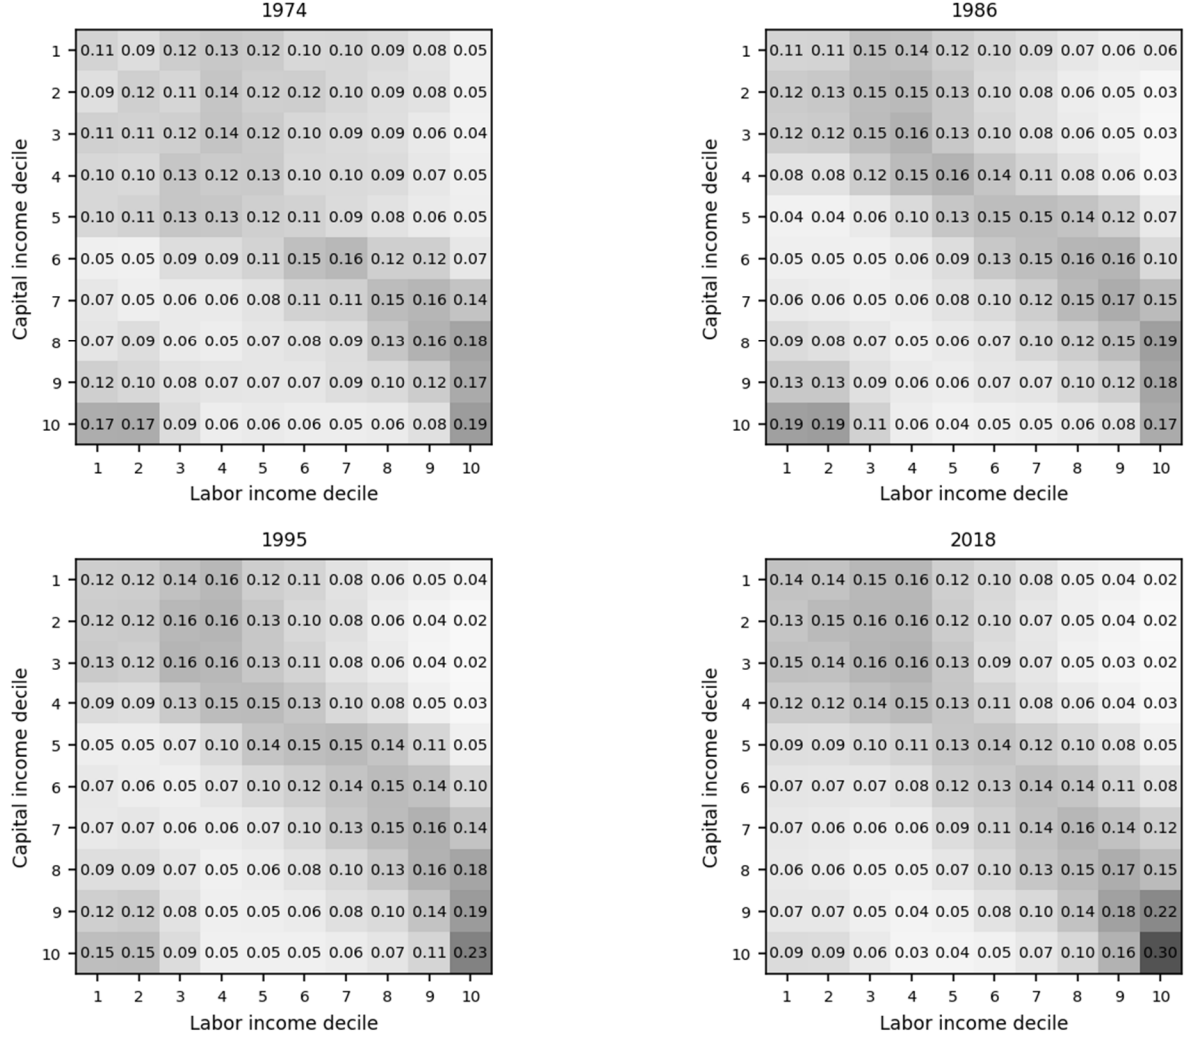 1974
Capital income decile
1 0.11 0.09 0.12 0.13 0.12 0.10 0.10 0.09 0.08 0.05
2 0.09 0.12 0.11 0.14 0.12 0.12 0.10 0.09 0.08 0.05
3 0.11 0.11 0.12 0.14 0.12 0.10 0.09 0.09 0.06 0.04
4 0.10 0.10 0.13 0.12 0.13 0.10 0.10 0.09 0.07 0.05
5 0.10 0.11 0.13 0.13 0.12 0.11 0.09 0.08 0.06 0.05
6 0.05 0.05 0.09 0.09 0.11 0.15 0.16 0.12 0.12 0.07
7 0.07 0.05 0.06 0.06 0.08 0.11 0.11 0.15 0.16 0.14
8 0.07 0.09 0.06 0.05 0.07 0.08 0.09 0.13 0.16 0.18
9 0.12 0.10 0.08 0.07 0.07 0.07 0.09 0.10 0.12 0.17
10 0.17 0.17 0.09 0.06 0.06 0.06 0.05 0.06 0.08 0.19
1 2 3 4 5 6 7 8 9 10
Labor income decile
1986
Capital income decile
1 0.11 0.11 0.15 0.14 0.12 0.10 0.09 0.07 0.06 0.06
2 0.12 0.13 0.15 0.15 0.13 0.10 0.08 0.06 0.05 0.03
3 0.12 0.12 0.15 0.16 0.13 0.10 0.08 0.06 0.05 0.03
4 0.08 0.08 0.12 0.15 0.16 0.14 0.11 0.08 0.06 0.03
5 0.04 0.04 0.06 0.10 0.13 0.15 0.15 0.14 0.12 0.07
6 0.05 0.05 0.05 0.06 0.09 0.13 0.15 0.16 0.16 0.10
7 0.06 0.06 0.05 0.06 0.08 0.10 0.12 0.15 0.17 0.15
8 0.09 0.08 0.07 0.05 0.06 0.07 0.10 0.12 0.15 0.19
9 0.13 0.13 0.09 0.06 0.06 0.07 0.07 0.10 0.12 0.18
10 0.19 0.19 0.11 0.06 0.04 0.05 0.05 0.06 0.08 0.17
1 2 3 4 5 6 7 8 9 10
Labor income decile
1995
Capital income decile
1 0.12 0.12 0.14 0.16 0.12 0.11 0.08 0.06 0.05 0.04
2 0.12 0.12 0.16 0.16 0.13 0.10 0.08 0.06 0.04 0.02
3 0.13 0.12 0.16 0.16 0.13 0.11 0.08 0.06 0.04 0.02
4 0.09 0.09 0.13 0.15 0.15 0.13 0.10 0.08 0.05 0.03
5 0.05 0.05 0.07 0.10 0.14 0.15 0.15 0.14 0.11 0.05
6 0.07 0.06 0.05 0.07 0.10 0.12 0.14 0.15 0.14 0.10
7 0.07 0.07 0.06 0.06 0.07 0.10 0.13 0.15 0.16 0.14
8 0.09 0.09 0.07 0.05 0.06 0.08 0.10 0.13 0.16 0.18
9 0.12 0.12 0.08 0.05 0.05 0.06 0.08 0.10 0.14 0.19
10 0.15 0.15 0.09 0.05 0.05 0.05 0.06 0.07 0.11 0.23
1 2 3 4 5 6 7 8 9 10
Labor income decile
2018
Capital income decile
1 0.14 0.14 0.15 0.16 0.12 0.10 0.08 0.05 0.04 0.02
2 0.13 0.15 0.16 0.16 0.12 0.10 0.07 0.05 0.04 0.02
3 0.15 0.14 0.16 0.16 0.13 0.09 0.07 0.05 0.03 0.02
4 0.12 0.12 0.14 0.15 0.13 0.11 0.08 0.06 0.04 0.03
5 0.09 0.09 0.10 0.11 0.13 0.14 0.12 0.10 0.08 0.05
6 0.07 0.07 0.07 0.08 0.12 0.13 0.14 0.14 0.11 0.08
7 0.07 0.06 0.06 0.06 0.09 0.11 0.14 0.16 0.14 0.12
8 0.06 0.06 0.05 0.05 0.07 0.10 0.13 0.15 0.17 0.15
9 0.07 0.07 0.05 0.04 0.05 0.08 0.10 0.14 0.18 0.22
10 0.09 0.09 0.06 0.03 0.04 0.05 0.07 0.10 0.16 0.30
1 2 3 4 5 6 7 8 9 10
Labor income decile